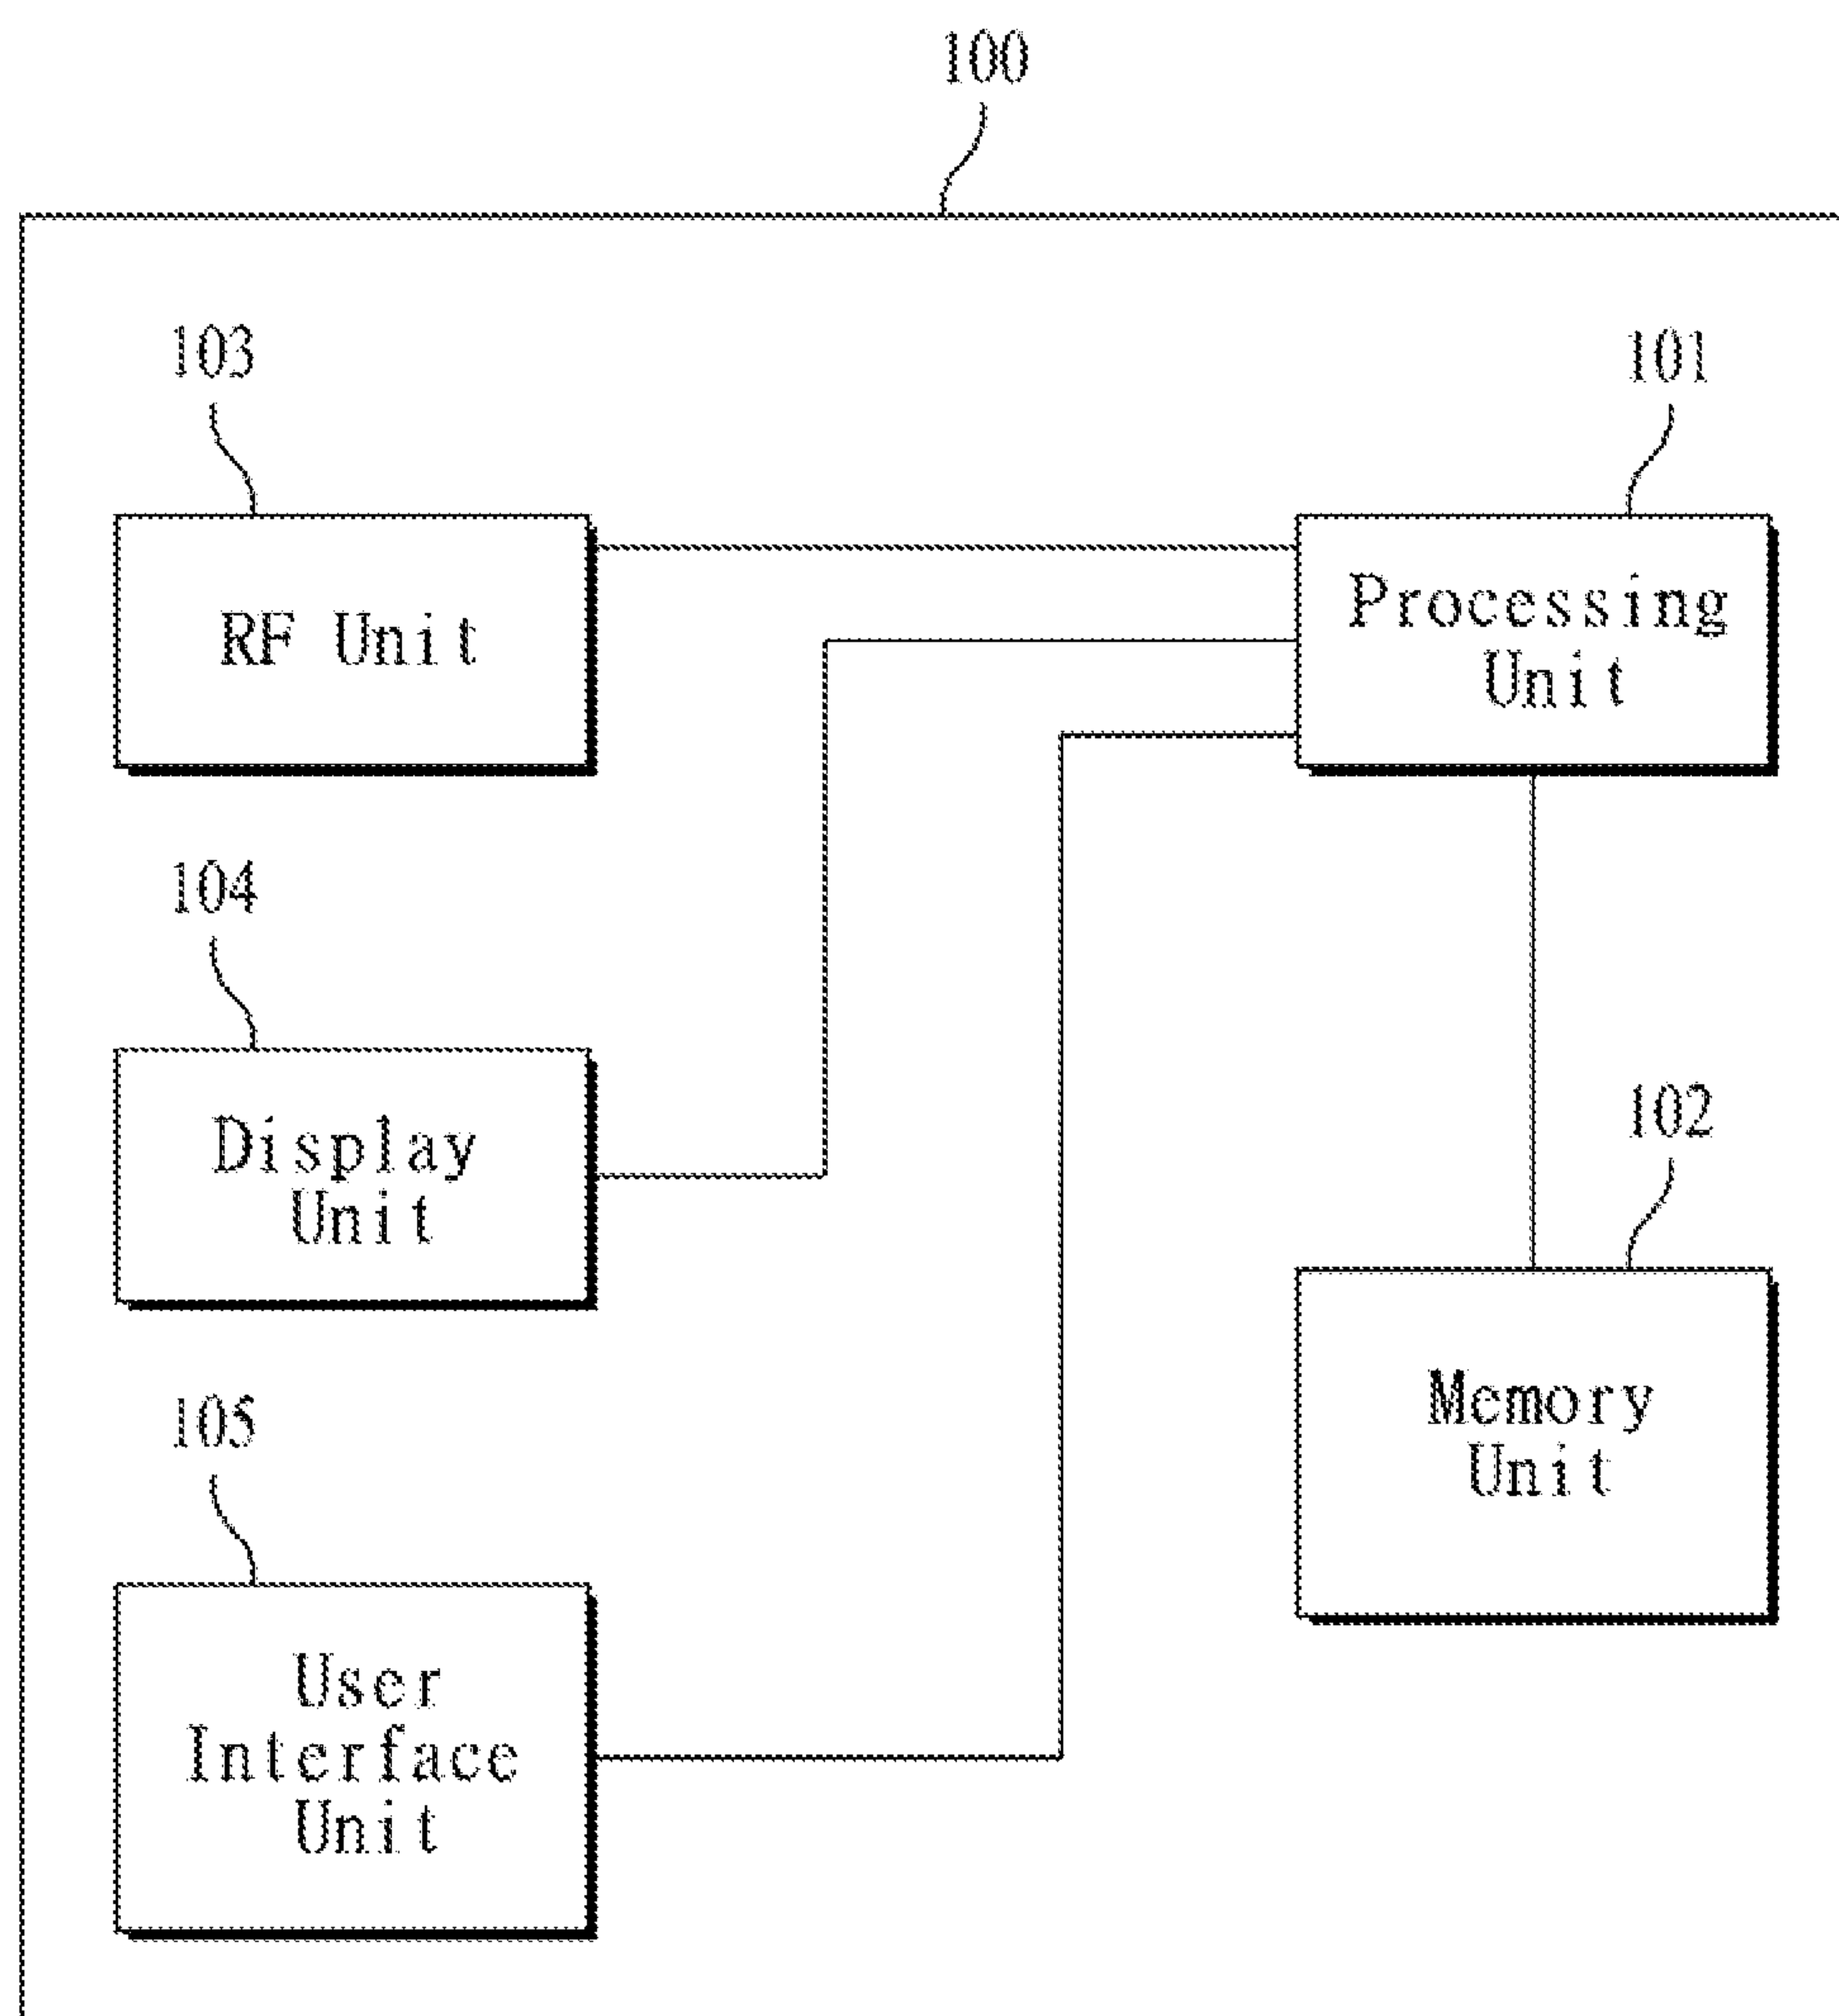 100
103
101
RF Unit
Processing
Unit
104
Display
Unit
102
Memory
Unit
105
User
Interface
Unit